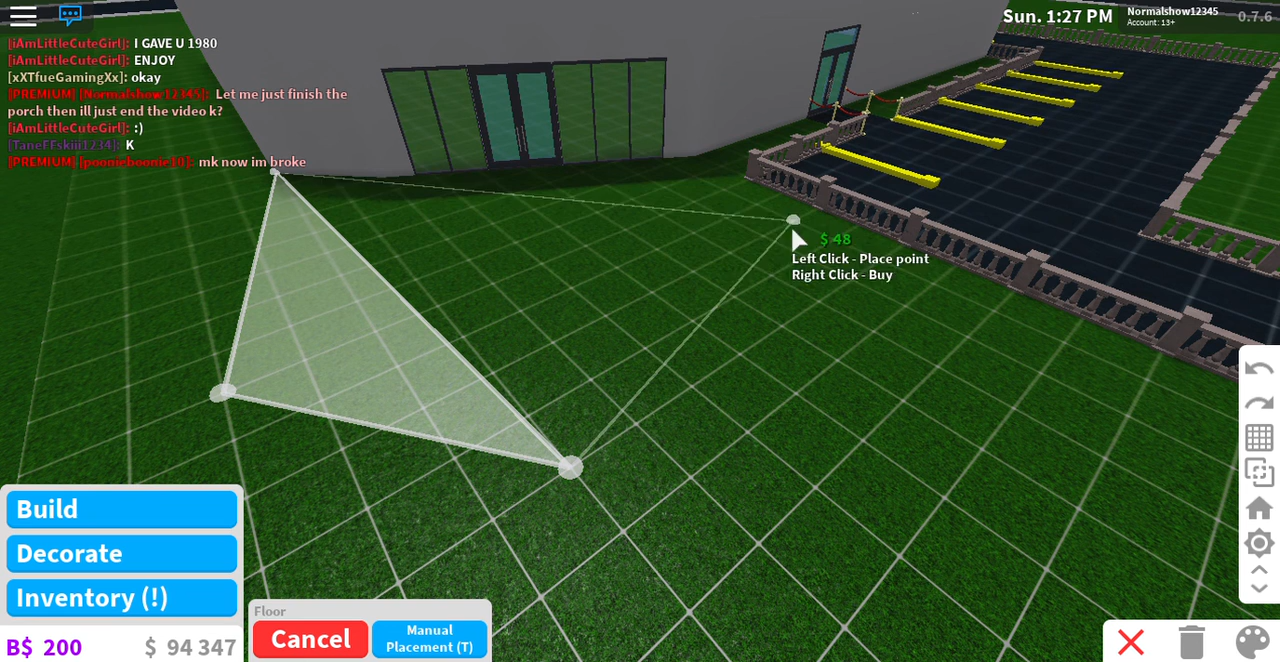 Sun. 1:27 PM
Normalshow12345
Account: 13+
0.7.6
[iAmLittleCuteGirl]: I GAVE U 1980
[iAmLittleCuteGirl]: ENJOY
[xXTfueGamingXx]: okay
[PREMIUM] [Normalshow12345]: Let me just finish the
porch then ill just end the video k?
[iAmLittleCuteGirl]: :)
[TaneFFskiii1234]: K
[PREMIUM] [poonieboonie10]: mk now im broke
$ 48
Left Click - Place point
Right Click - Buy
Build
Decorate
Inventory (!)
B$ 200
$ 94 347
Floor
Cancel
Manual
Placement (T)